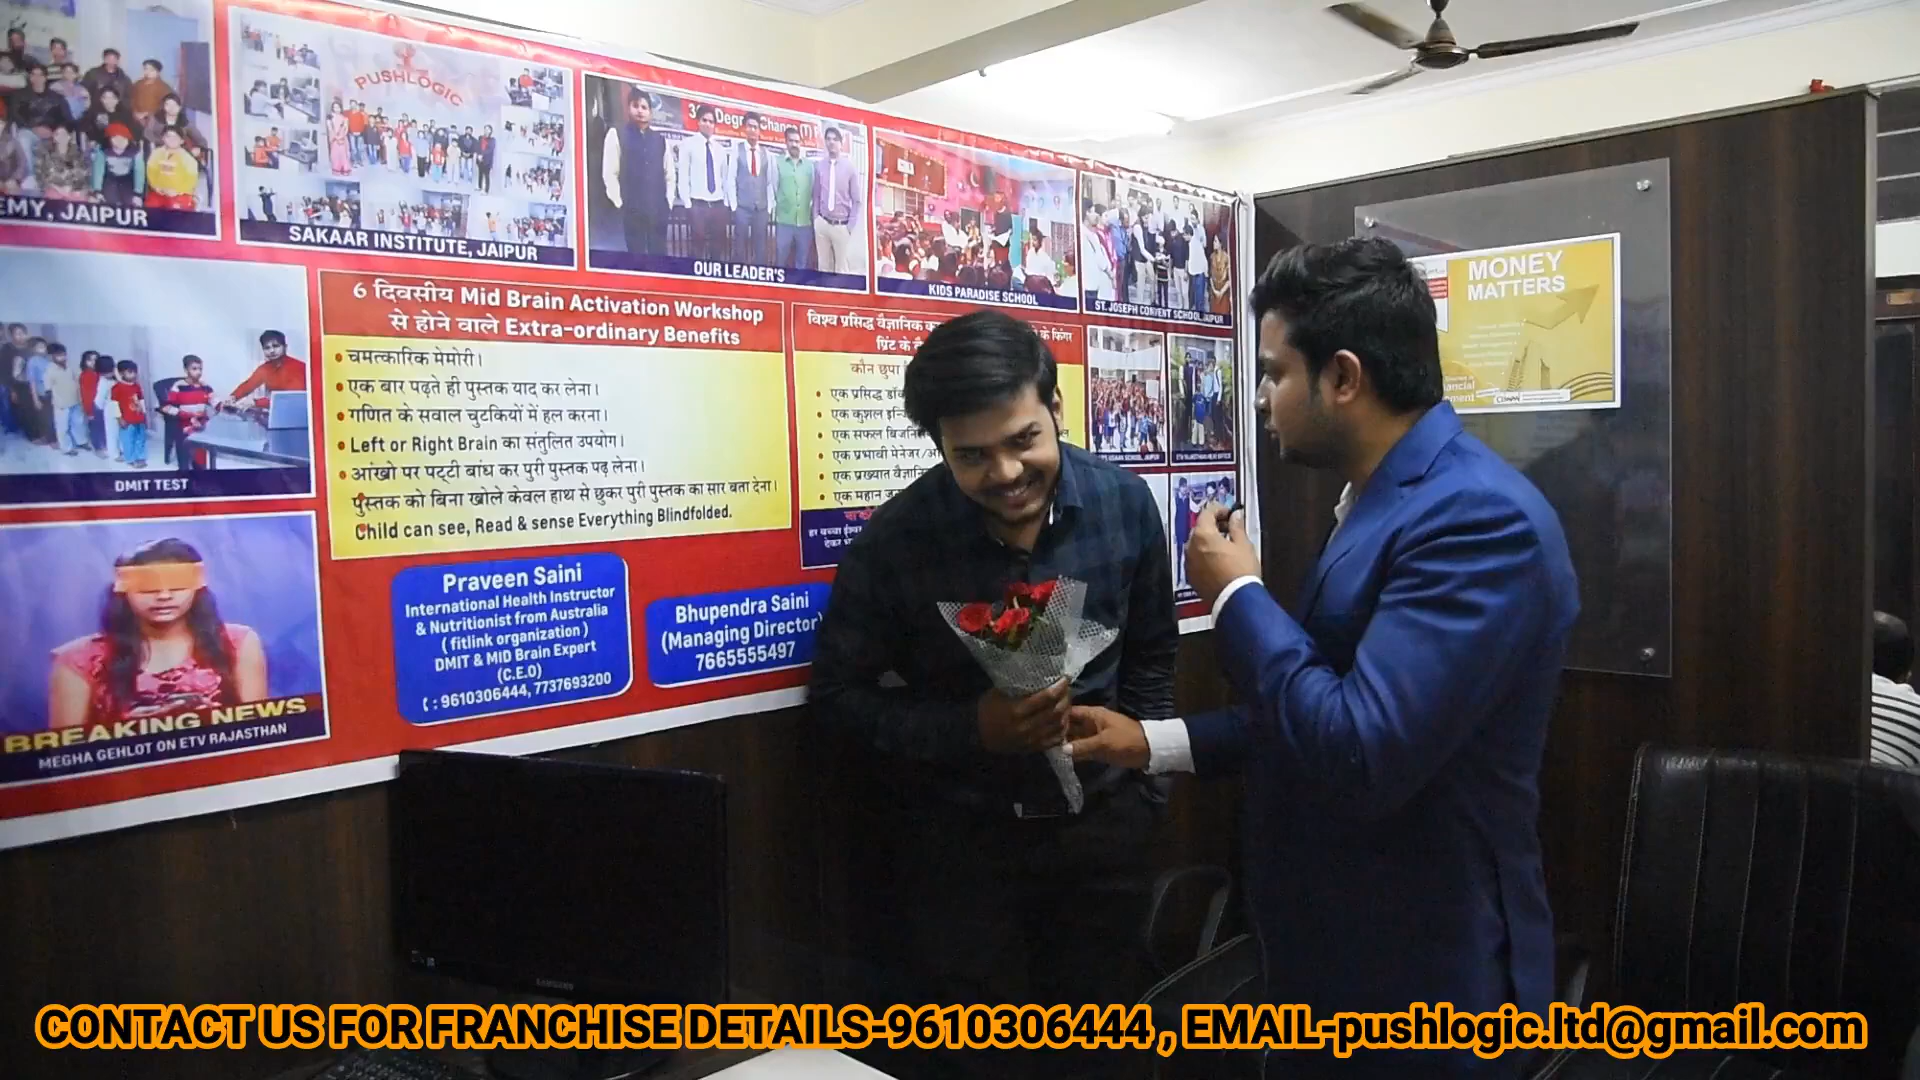 PUSHLOGIC
EMY, JAIPUR
SAKAAR INSTITUTE, JAIPUR
OUR LEADER'S
KIDS PARADISE SCHOOL
ST. JOSEPH CONVENT SCHOOL, JAIPUR
6 दिवसीय Mid Brain Activation Workshop
से होने वाले Extra-ordinary Benefits
• चमत्कारिक मेमोरी।
• एक बार पढ़ते ही पुस्तक याद कर लेना।
• गणित के सवाल चुटकियों में हल करना।
• Left or Right Brain का संतुलित उपयोग।
• आंखो पर पट्टी बांध कर पुरी पुस्तक पढ़ लेना।
पुस्तक को बिना खोले केवल हाथ से छुकर पुरी पुस्तक का सार बता देना।
Child can see, Read & sense Everything Blindfolded.
विश्व प्रसिद्ध वैज्ञानिक के फिंगर
प्रिंट के
कौन छुपा
• एक प्रसिद्ध
• एक कुशल
• एक सफल
• एक प्रभावी मेनेजर
• एक प्रख्यात
• एक महान
DMIT TEST
BREAKING NEWS
MEGHA GEHLOT ON ETV RAJASTHAN
Praveen Saini
International Health Instructor
& Nutritionist from Australia
( fitlink organization )
DMIT & MID Brain Expert
(C.E.O)
: 9610306444, 7737693200
Bhupendra Saini
(Managing Director)
7665555497
MONEY
MATTERS
SAMSUNG
CONTACT US FOR FRANCHISE DETAILS-9610306444 , EMAIL-pushlogic.ltd@gmail.com